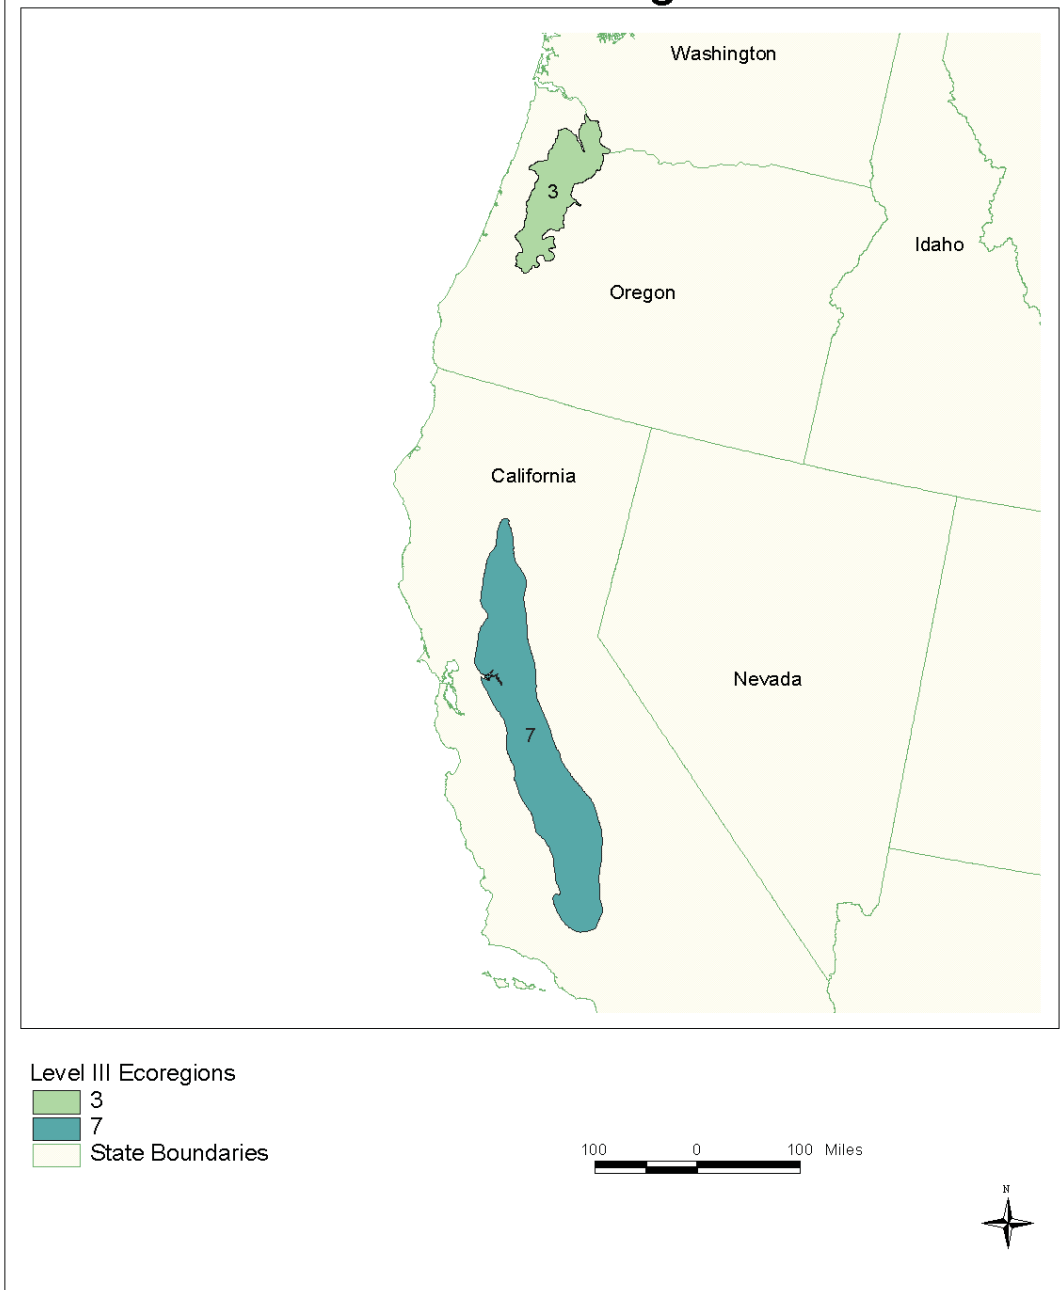 Washington
3
Idaho
Oregon
California
Nevada
7
Level III Ecoregions
3
7
State Boundaries
100 0 100 Miles
N